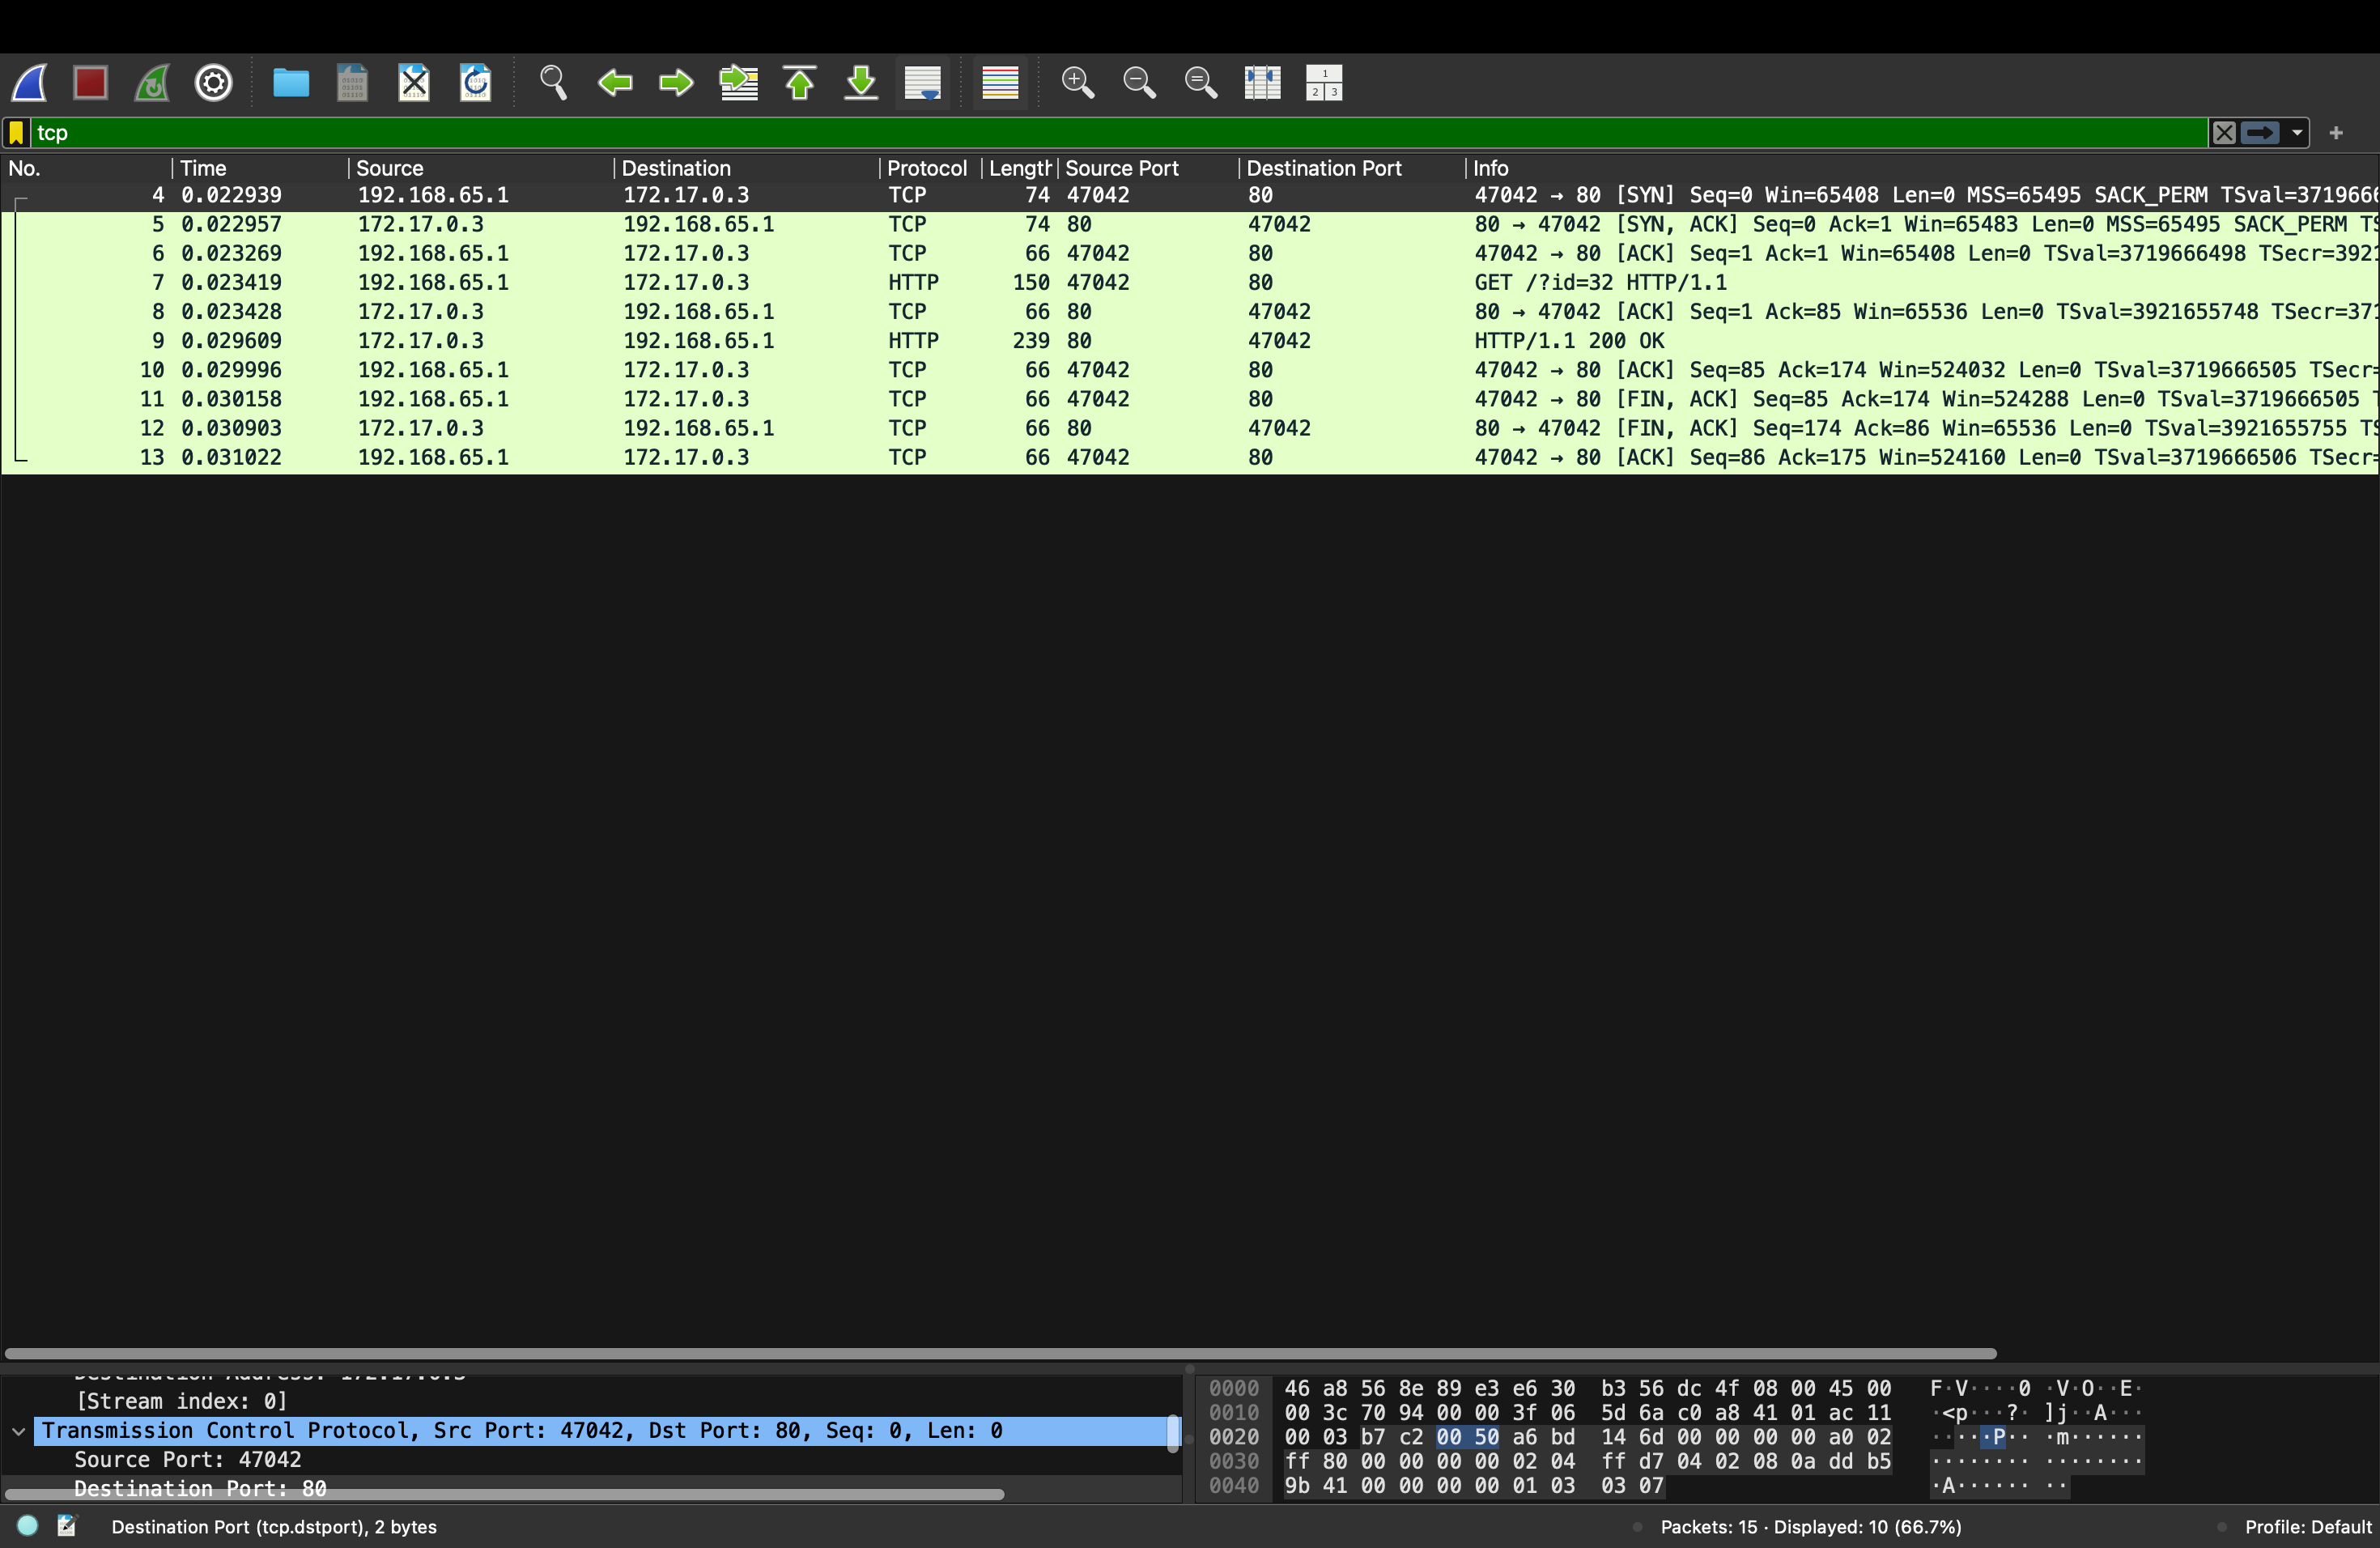 tcp
No. Time Source Destination Protocol Length Source Port Destination Port Info
4 0.022939 192.168.65.1 172.17.0.3 TCP 74 47042 80 47042 → 80 [SYN] Seq=0 Win=65408 Len=0 MSS=65495 SACK_PERM TSval=3719666
5 0.022957 172.17.0.3 192.168.65.1 TCP 74 80 47042 80 → 47042 [SYN, ACK] Seq=0 Ack=1 Win=65483 Len=0 MSS=65495 SACK_PERM TS
6 0.023269 192.168.65.1 172.17.0.3 TCP 66 47042 80 47042 → 80 [ACK] Seq=1 Ack=1 Win=65408 Len=0 TSval=3719666498 TSecr=3921
7 0.023419 192.168.65.1 172.17.0.3 HTTP 150 47042 80 GET /?id=32 HTTP/1.1
8 0.023428 172.17.0.3 192.168.65.1 TCP 66 80 47042 80 → 47042 [ACK] Seq=1 Ack=85 Win=65536 Len=0 TSval=3921655748 TSecr=371
9 0.029609 172.17.0.3 192.168.65.1 HTTP 239 80 47042 HTTP/1.1 200 OK
10 0.029996 192.168.65.1 172.17.0.3 TCP 66 47042 80 47042 → 80 [ACK] Seq=85 Ack=174 Win=524032 Len=0 TSval=3719666505 TSecr=
11 0.030158 192.168.65.1 172.17.0.3 TCP 66 47042 80 47042 → 80 [FIN, ACK] Seq=85 Ack=174 Win=524288 Len=0 TSval=3719666505 T
12 0.030903 172.17.0.3 192.168.65.1 TCP 66 80 47042 80 → 47042 [FIN, ACK] Seq=174 Ack=86 Win=65536 Len=0 TSval=3921655755 TS
13 0.031022 192.168.65.1 172.17.0.3 TCP 66 47042 80 47042 → 80 [ACK] Seq=86 Ack=175 Win=524160 Len=0 TSval=3719666506 TSecr=
[Stream index: 0]
Transmission Control Protocol, Src Port: 47042, Dst Port: 80, Seq: 0, Len: 0
Source Port: 47042
Destination Port: 80
0000 46 a8 56 8e 89 e3 e6 30 b3 56 dc 4f 08 00 45 00 F·V····0 ·V·O··E·
0010 00 3c 70 94 00 00 3f 06 5d 6a c0 a8 41 01 ac 11 ·<p···?· ]j··A···
0020 00 03 b7 c2 00 50 a6 bd 14 6d 00 00 00 00 a0 02 ·····P·· ·m······
0030 ff 80 00 00 00 00 02 04 ff d7 04 02 08 0a dd b5 ········ ········
0040 9b 41 00 00 00 00 01 03 03 07 ·A······ ··
Destination Port (tcp.dstport), 2 bytes
Packets: 15 · Displayed: 10 (66.7%)
Profile: Default